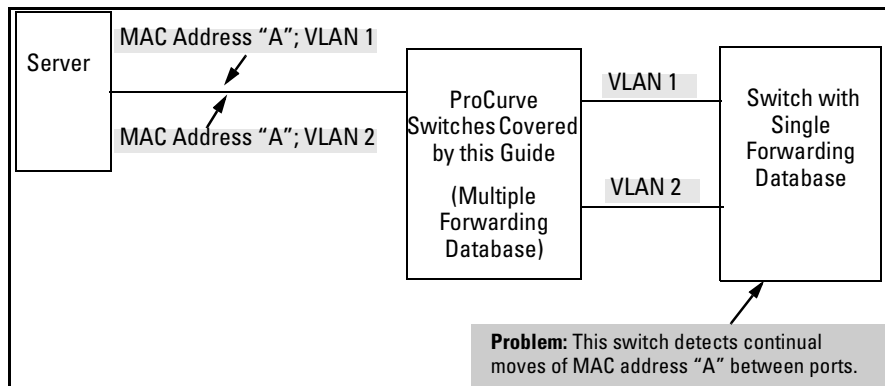 MAC Address “A”; VLAN 1
Server
MAC Address “A”; VLAN 2
ProCurve
Switches Covered
by this Guide
(Multiple
Forwarding
Database)
VLAN 1
VLAN 2
Switch with
Single
Forwarding
Database
Problem: This switch detects continual
moves of MAC address “A” between ports.